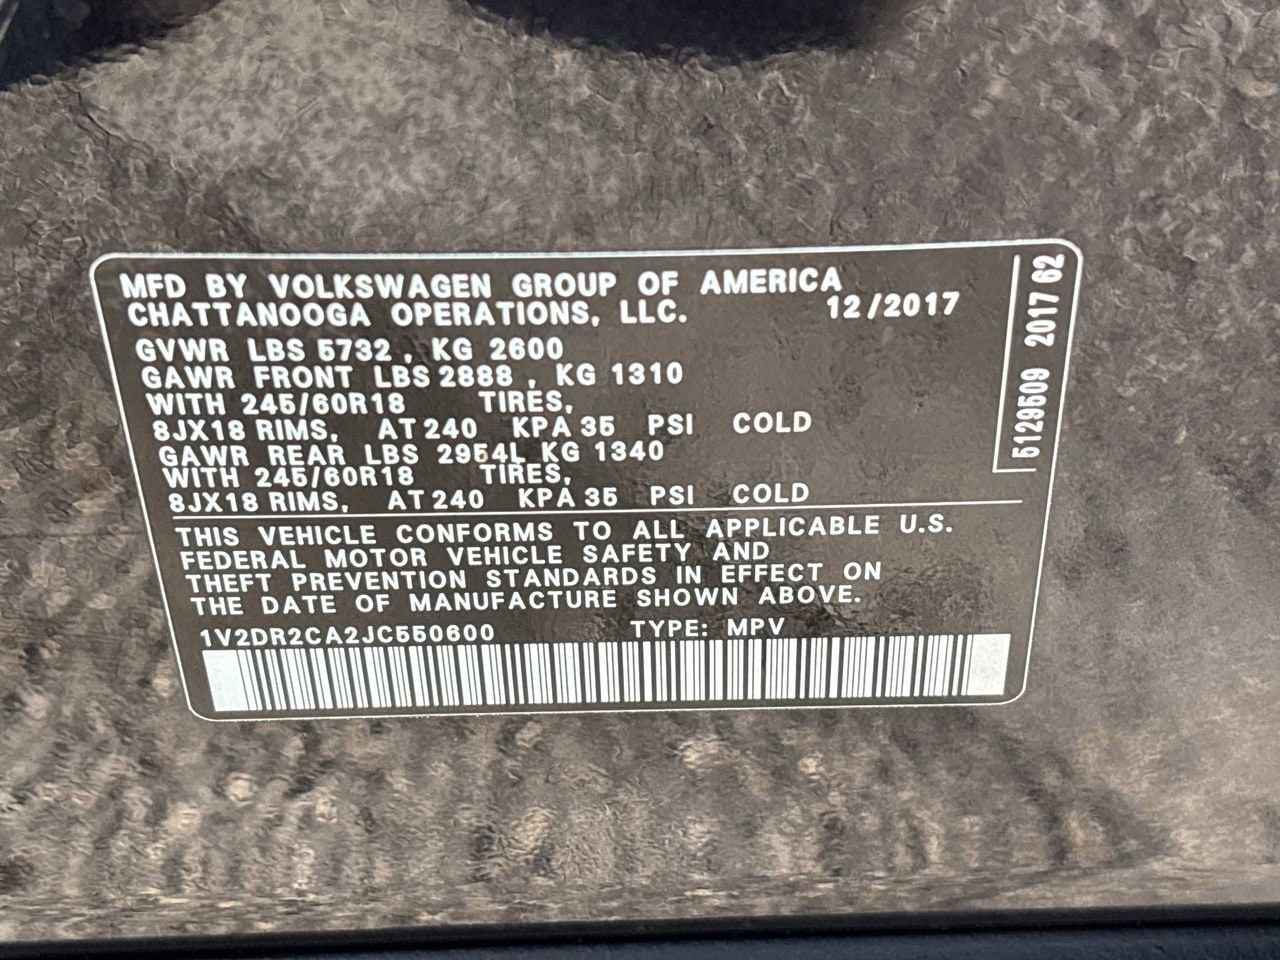 MFD BY VOLKSWAGEN GROUP OF AMERICA
CHATTANOOGA OPERATIONS, LLC. 12/2017
GVWR LBS 5732 , KG 2600
GAWR FRONT LBS 2888 , KG 1310
WITH 245/60R18 TIRES,
8JX18 RIMS, AT 240 KPA 35 PSI COLD
GAWR REAR LBS 2954L KG 1340
WITH 245/60R18 TIRES,
8JX18 RIMS, AT 240 KPA 35 PSI COLD
THIS VEHICLE CONFORMS TO ALL APPLICABLE U.S.
FEDERAL MOTOR VEHICLE SAFETY AND
THEFT PREVENTION STANDARDS IN EFFECT ON
THE DATE OF MANUFACTURE SHOWN ABOVE.
1V2DR2CA2JC550600 TYPE: MPV
5129509 2017 62